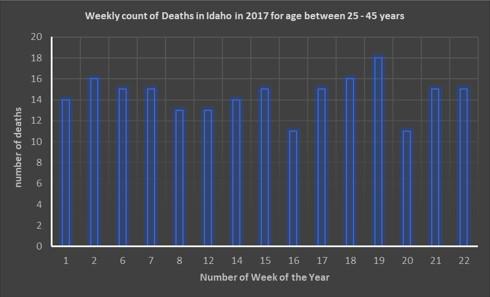 Weekly count of Deaths in Idaho in 2017 for age between 25 - 45 years
20
18
16
14
12
10
8
6
4
2
0
number of deaths
1 2 6 7 8 12 14 15 16 17 18 19 20 21 22
Number of Week of the Year